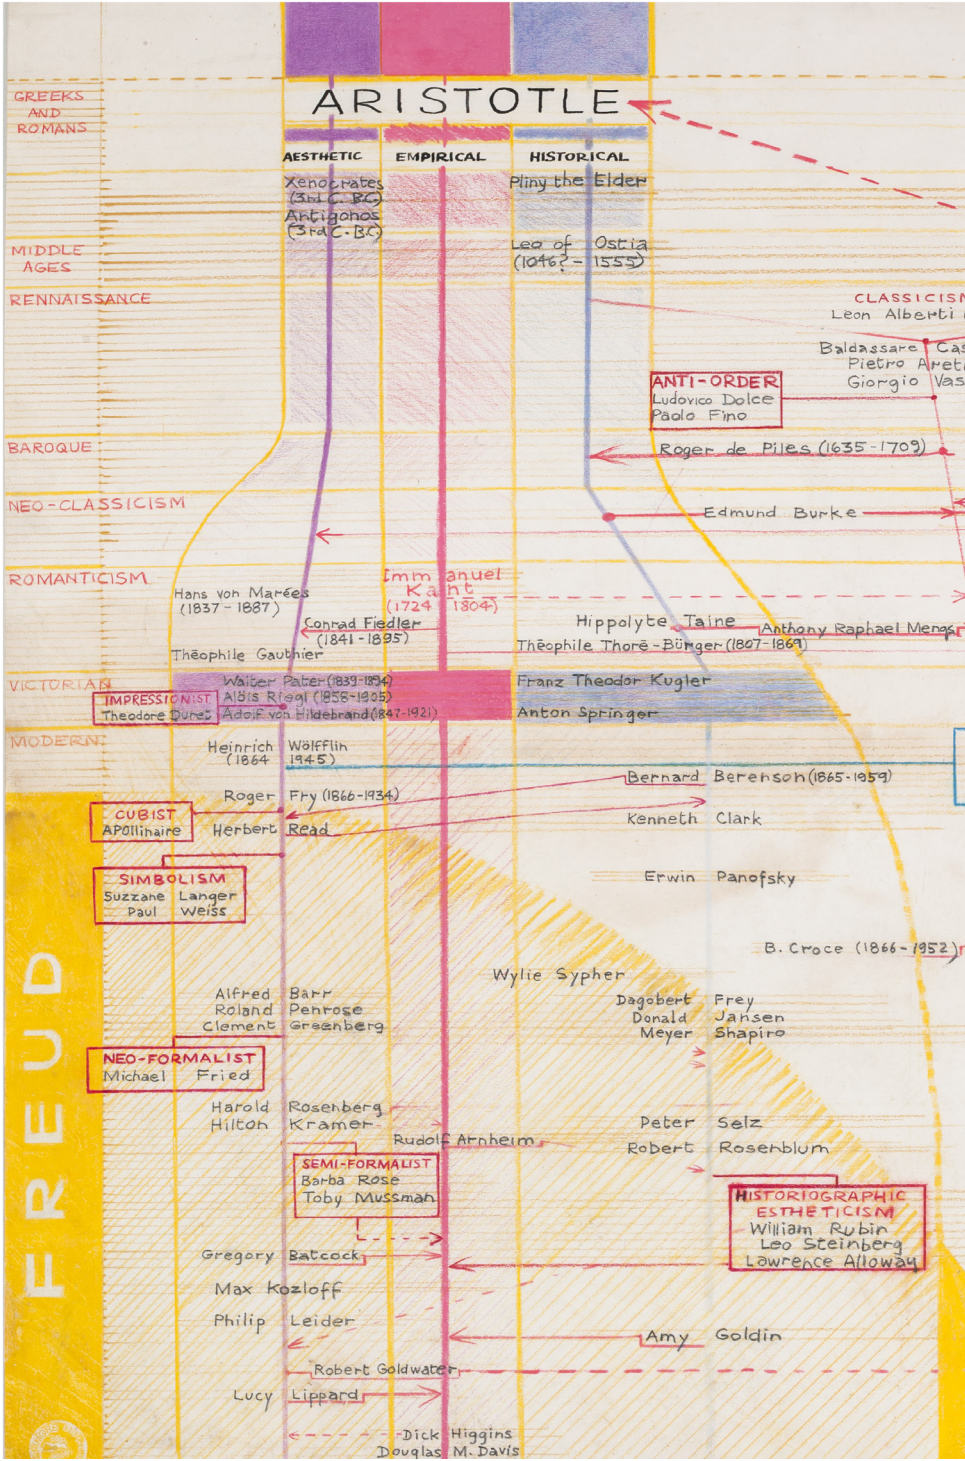 GREEKS
AND
ROMANS
ARISTOTLE
AESTHETIC
EMPIRICAL
HISTORICAL
Xenocrates
(3rd C. B.C)
Antigonos
(3rd C. B.C)
Pliny the Elder
MIDDLE
AGES
Leo of Ostia
(1046?-1555)
RENNAISSANCE
CLASSICISM
Leon Alberti
Baldassare Cas
Pietro Areti
Giorgio Vas
ANTI-ORDER
Ludovico Dolce
Paolo Fino
BAROQUE
Roger de Piles (1635-1709)
NEO-CLASSICISM
Edmund Burke
ROMANTICISM
Immanuel
Kant
(1724 1804)
Hans von Marées
(1837-1887)
Conrad Fiedler
(1841-1895)
Théophile Gauthier
Hippolyte Taine
Anthony Raphael Mengs
Théophile Thoré-Bürger (1807-1869)
VICTORIAN
Walter Pater (1839-1894)
Franz Theodor Kugler
IMPRESSIONIST
Theodore Duret
Aloïs Riegl (1858-1905)
Adolf von Hildebrand (1847-1921)
Anton Springer
MODERN
Heinrich Wölfflin
(1864 1945)
Bernard Berenson (1865-1959)
Roger Fry (1866-1934)
CUBIST
APOllinaire
Herbert Read
Kenneth Clark
SIMBOLISM
Suzzane Langer
Paul Weiss
Erwin Panofsky
B. Croce (1866-1952)
Wylie Sypher
Alfred Barr
Roland Penrose
Clement Greenberg
Dagobert Frey
Donald Jansen
Meyer Shapiro
NEO-FORMALIST
Michael Fried
Harold Rosenberg
Hilton Kramer
Rudolf Arnheim
Peter Selz
Robert Rosenblum
SEMI-FORMALIST
Barba Rose
Toby Mussman
HISTORIOGRAPHIC
ESTHETICISM
William Rubin
Leo Steinberg
Lawrence Alloway
Gregory Batcock
Max Kozloff
Philip Leider
Amy Goldin
Robert Goldwater
Lucy Lippard
Dick Higgins
Douglas M. Davis
FREUD